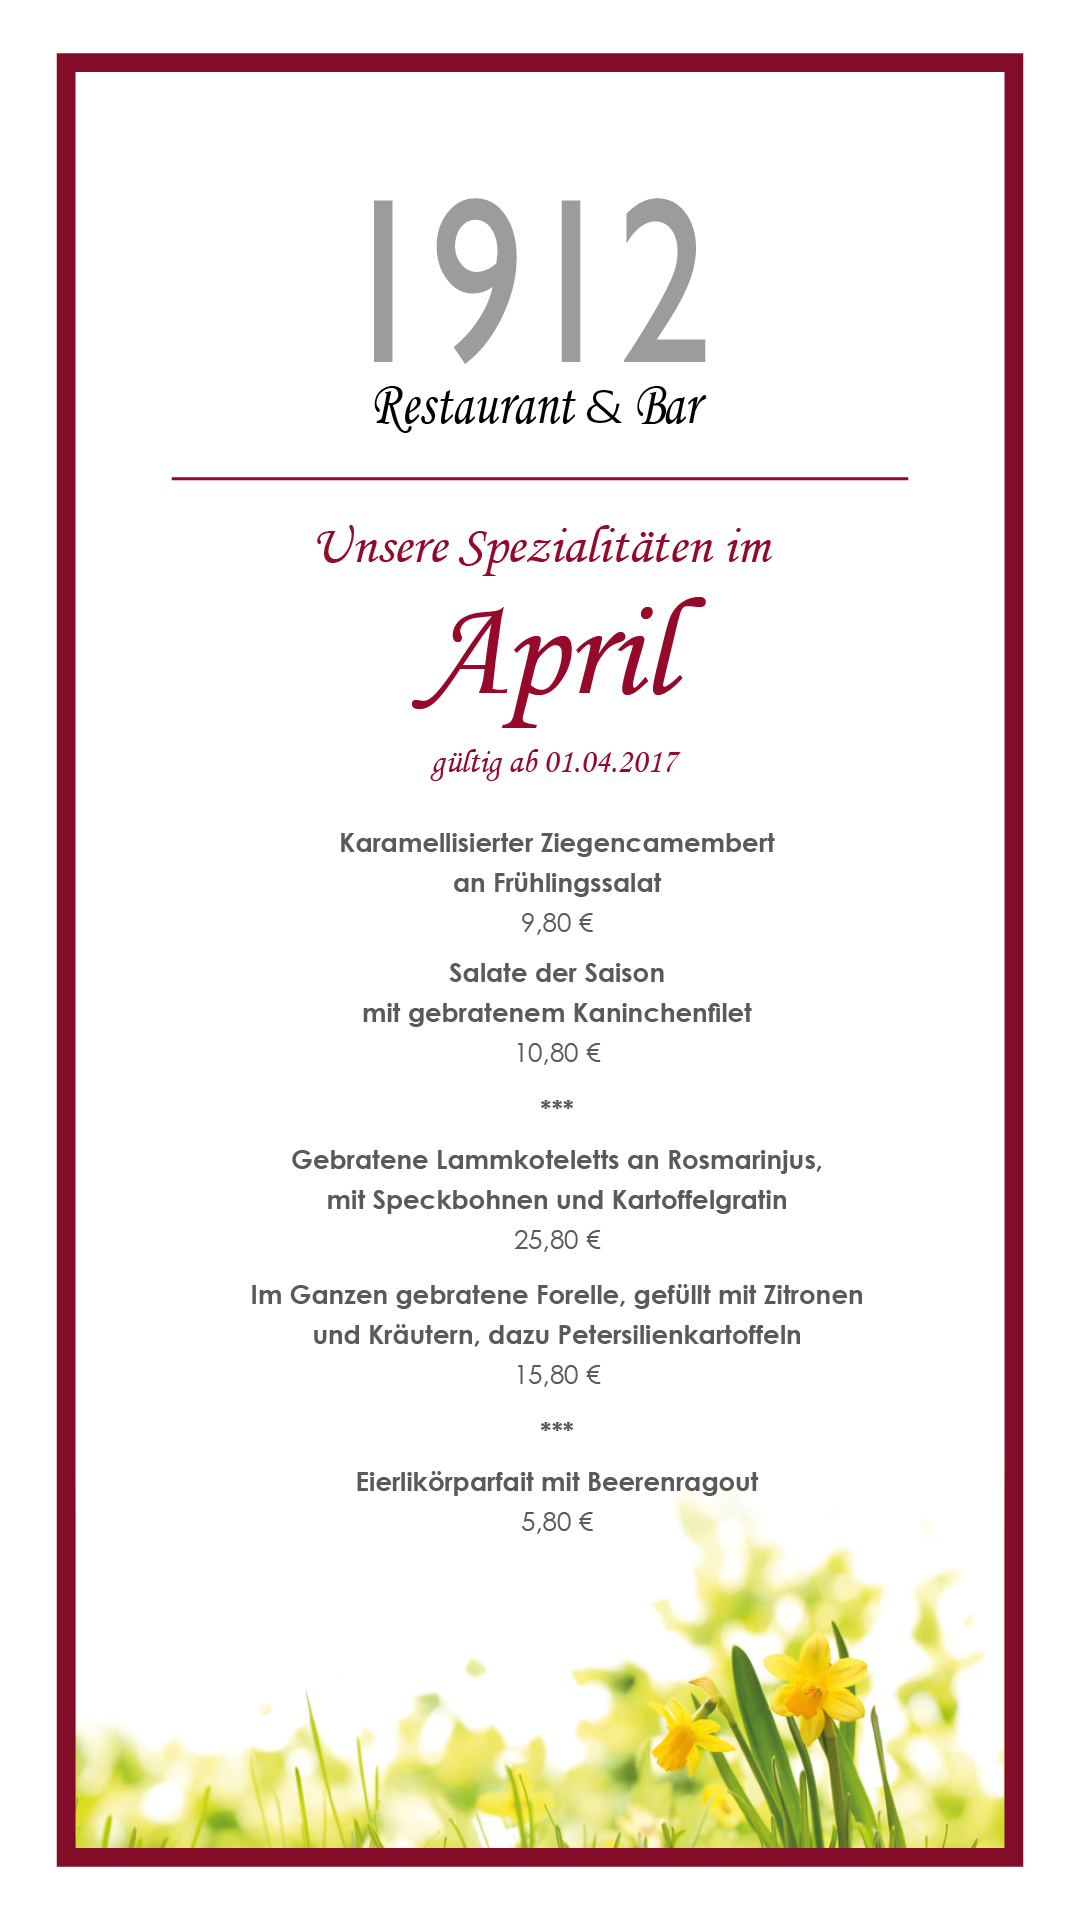 1912
Restaurant & Bar
Unsere Spezialitäten im
April
gültig ab 01.04.2017
Karamellisierter Ziegencamembert
an Frühlingssalat
9,80 €
Salate der Saison
mit gebratenem Kaninchenfilet
10,80 €
***
Gebratene Lammkoteletts an Rosmarinjus,
mit Speckbohnen und Kartoffelgratin
25,80 €
Im Ganzen gebratene Forelle, gefüllt mit Zitronen
und Kräutern, dazu Petersilienkartoffeln
15,80 €
***
Eierlikörparfait mit Beerenragout
5,80 €